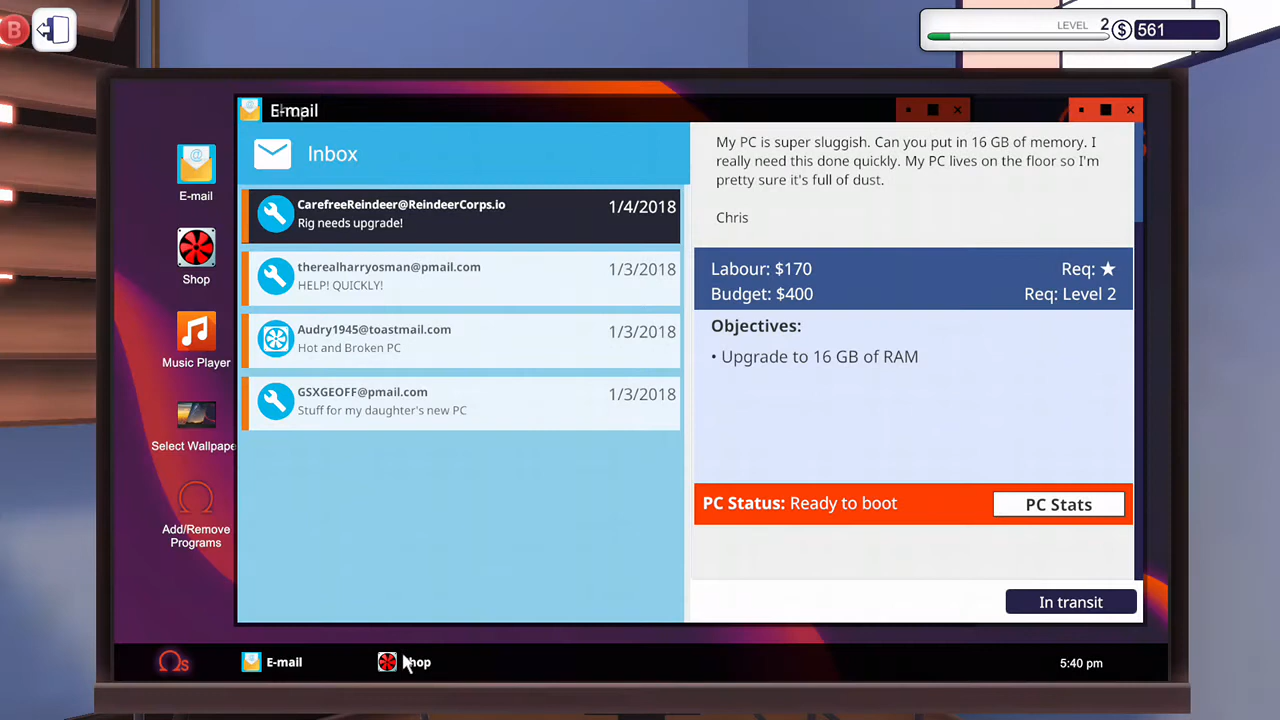 B
LEVEL 2 $ 561
E-mail
Inbox
E-mail
Shop
Music Player
Select Wallpape
Add/Remove
Programs
CarefreeReindeer@ReindeerCorps.io 1/4/2018
Rig needs upgrade!
therealharryosman@pmail.com 1/3/2018
HELP! QUICKLY!
Audry1945@toastmail.com 1/3/2018
Hot and Broken PC
GSXGEOFF@pmail.com 1/3/2018
Stuff for my daughter's new PC
My PC is super sluggish. Can you put in 16 GB of memory. I
really need this done quickly. My PC lives on the floor so I'm
pretty sure it's full of dust.
Chris
Labour: $170 Req: ★
Budget: $400 Req: Level 2
Objectives:
• Upgrade to 16 GB of RAM
PC Status: Ready to boot PC Stats
In transit
Ωs E-mail Shop 5:40 pm